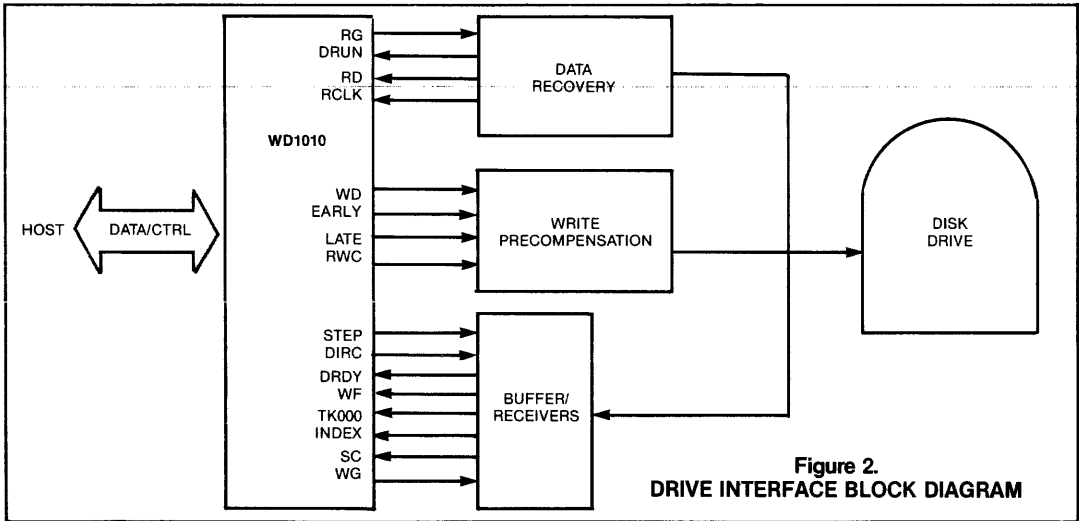 RG
DRUN
RD
RCLK
DATA
RECOVERY
WD1010
WD
EARLY
LATE
RWC
WRITE
PRECOMPENSATION
HOST
DATA/CTRL
DISK
DRIVE
STEP
DIRC
DRDY
WF
TK000
INDEX
SC
WG
BUFFER/
RECEIVERS
Figure 2.
DRIVE INTERFACE BLOCK DIAGRAM